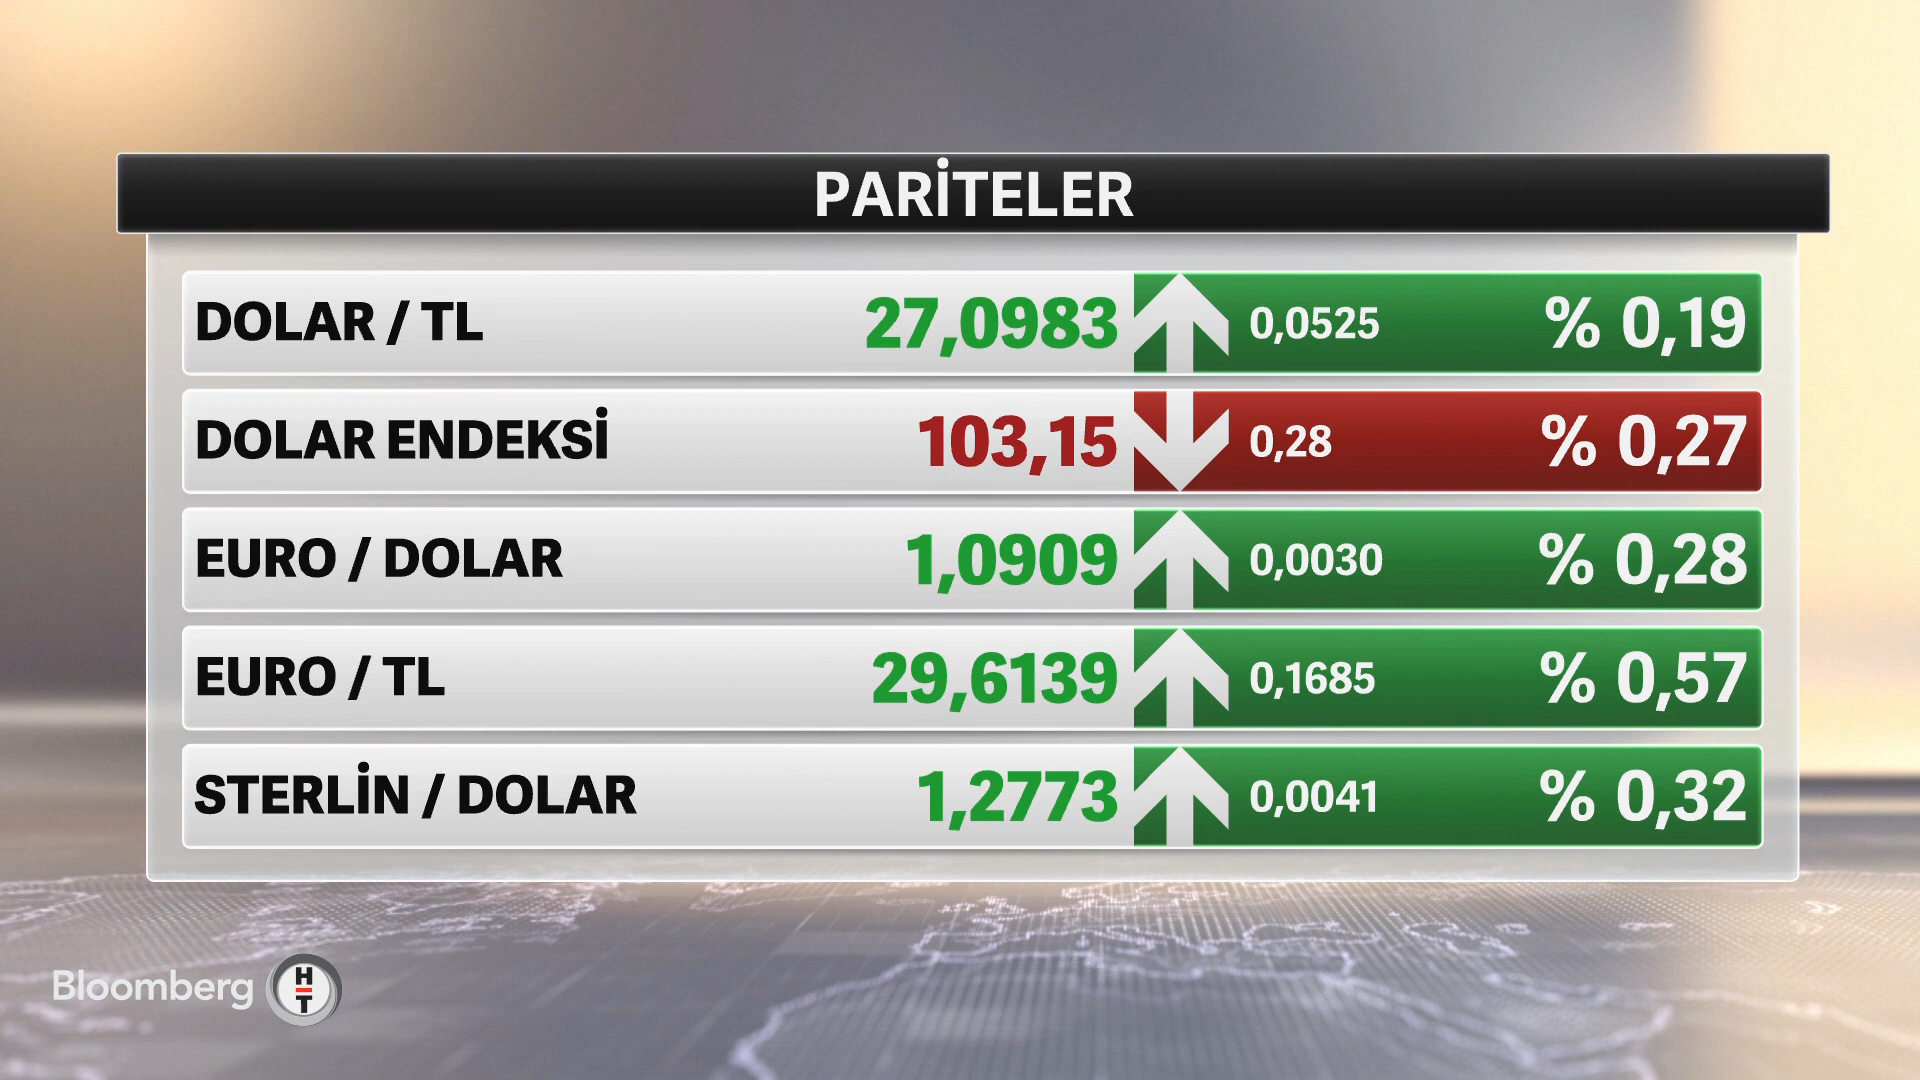 PARİTELER
DOLAR / TL 27,0983 0,0525 % 0,19
DOLAR ENDEKSİ 103,15 0,28 % 0,27
EURO / DOLAR 1,0909 0,0030 % 0,28
EURO / TL 29,6139 0,1685 % 0,57
STERLİN / DOLAR 1,2773 0,0041 % 0,32
Bloomberg HT